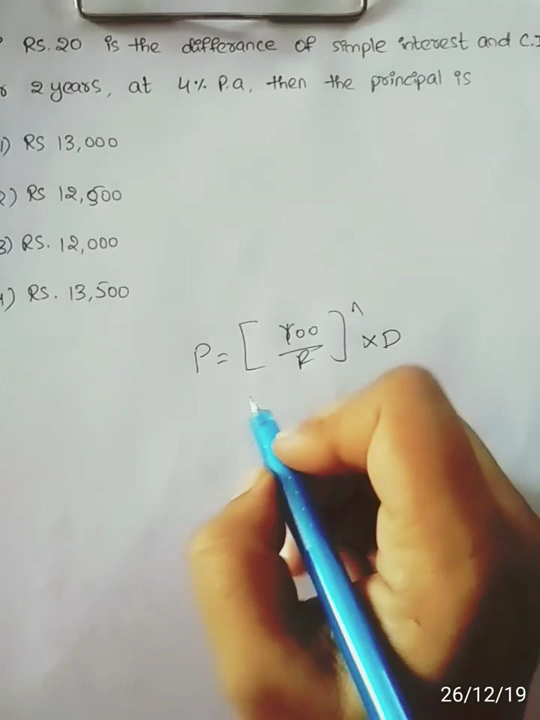 RS. 20 is the differance of simple interest and C.I
2 years, at 4% P.a. then the principal is
1) RS 13,000
2) RS 12,500
3) RS. 12,000
4) RS. 13,500
P = [ 100 / R ]^n × D
26/12/19